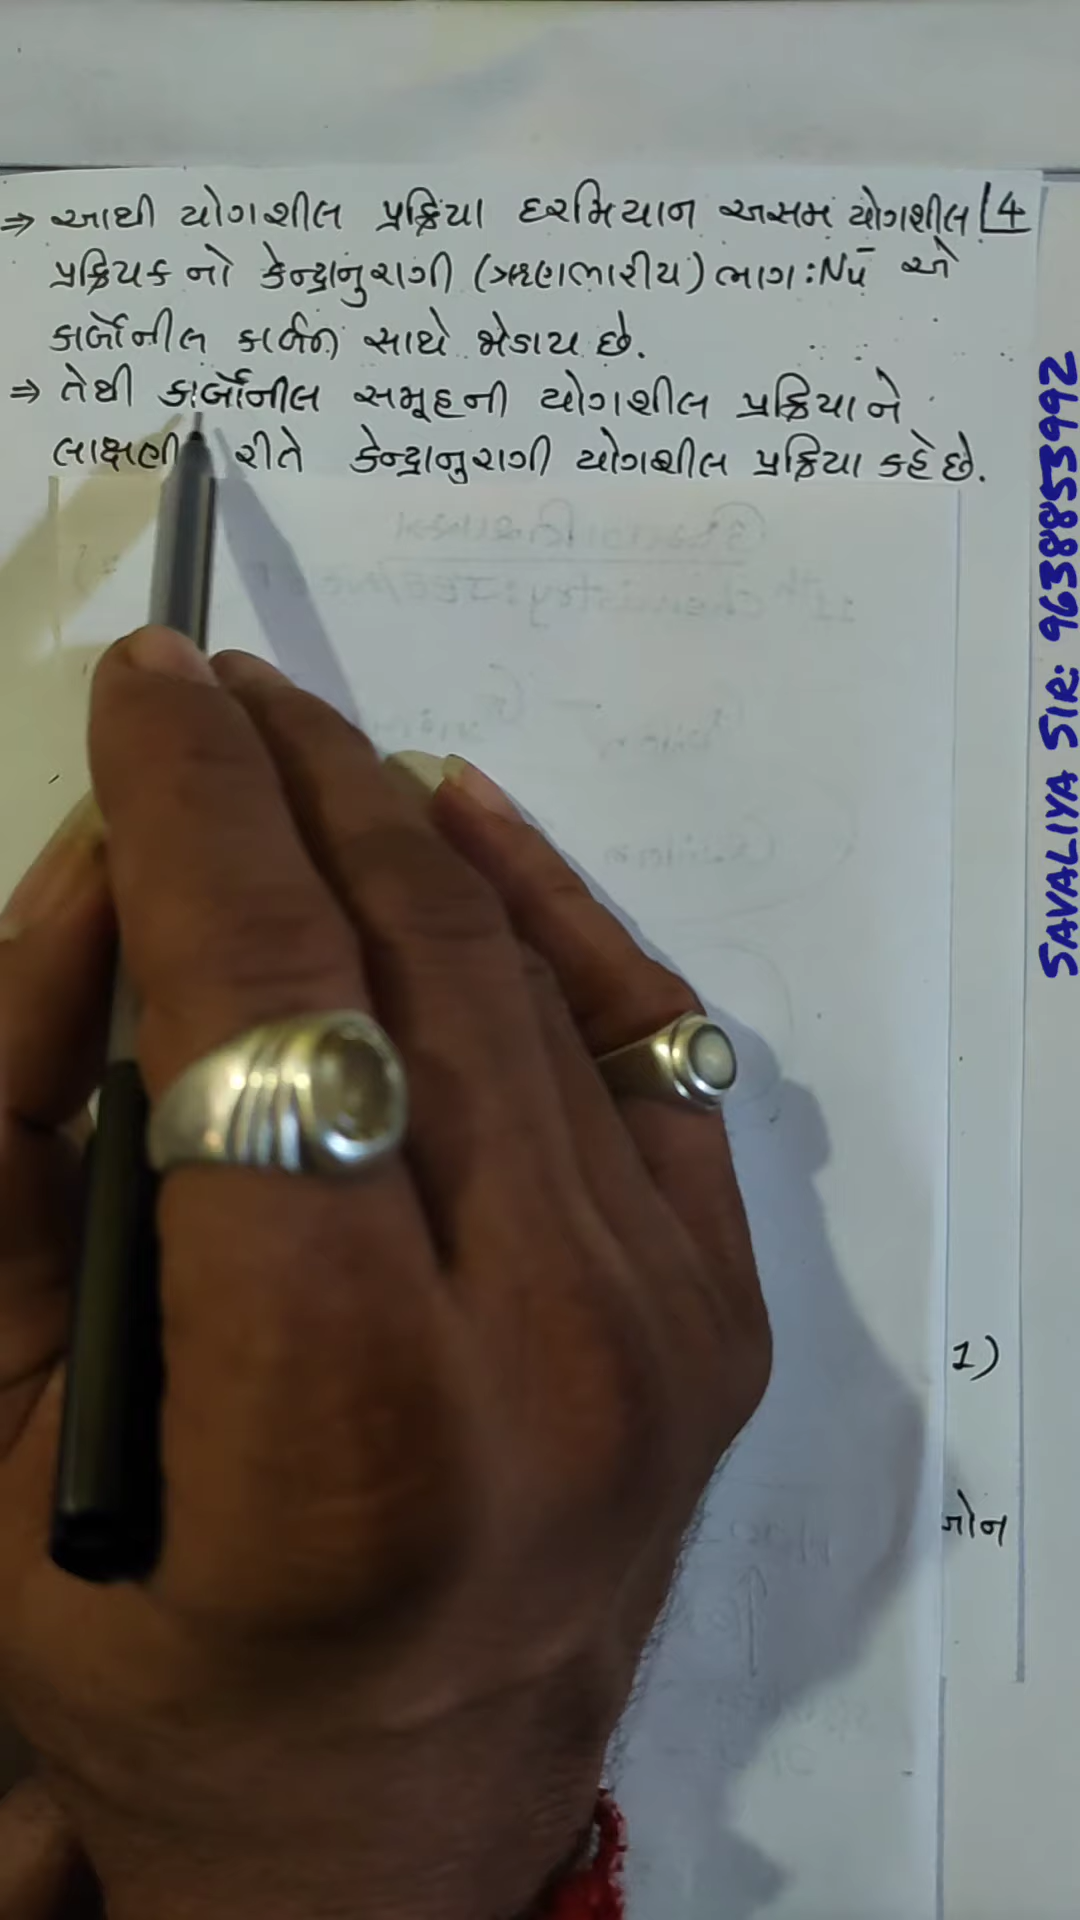 ⇒ આથી યોગશીલ પ્રક્રિયા દરમિયાન અસમ યોગશીલ 4
પ્રક્રિયક નો કેન્દ્રાનુરાગી (ઋણભારીય) ભાગ :Nū એ
કાર્બોનીલ કાર્બન સાથે જોડાય છે.
⇒ તેથી કાર્બોનીલ સમૂહની યોગશીલ પ્રક્રિયાને
લાક્ષણી રીતે કેન્દ્રાનુરાગી યોગશીલ પ્રક્રિયા કહે છે.
SAVALIYA SIR: 9638853992
1)
જોન